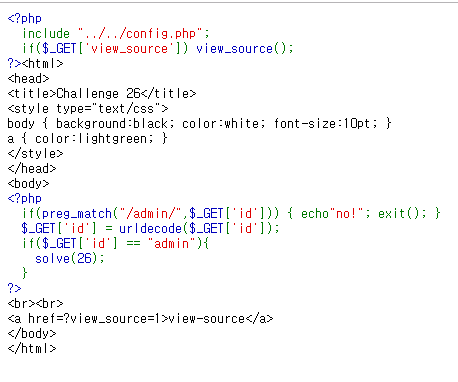 <?php
  include "../../config.php";
  if($_GET['view_source']) view_source();
?><html>
<head>
<title>Challenge 26</title>
<style type="text/css">
body { background:black; color:white; font-size:10pt; }
a { color:lightgreen; }
</style>
</head>
<body>
<?php
  if(preg_match("/admin/",$_GET['id'])) { echo"no!"; exit(); }
  $_GET['id'] = urldecode($_GET['id']);
  if($_GET['id'] == "admin"){
    solve(26);
  }
?>
<br><br>
<a href=?view_source=1>view-source</a>
</body>
</html>